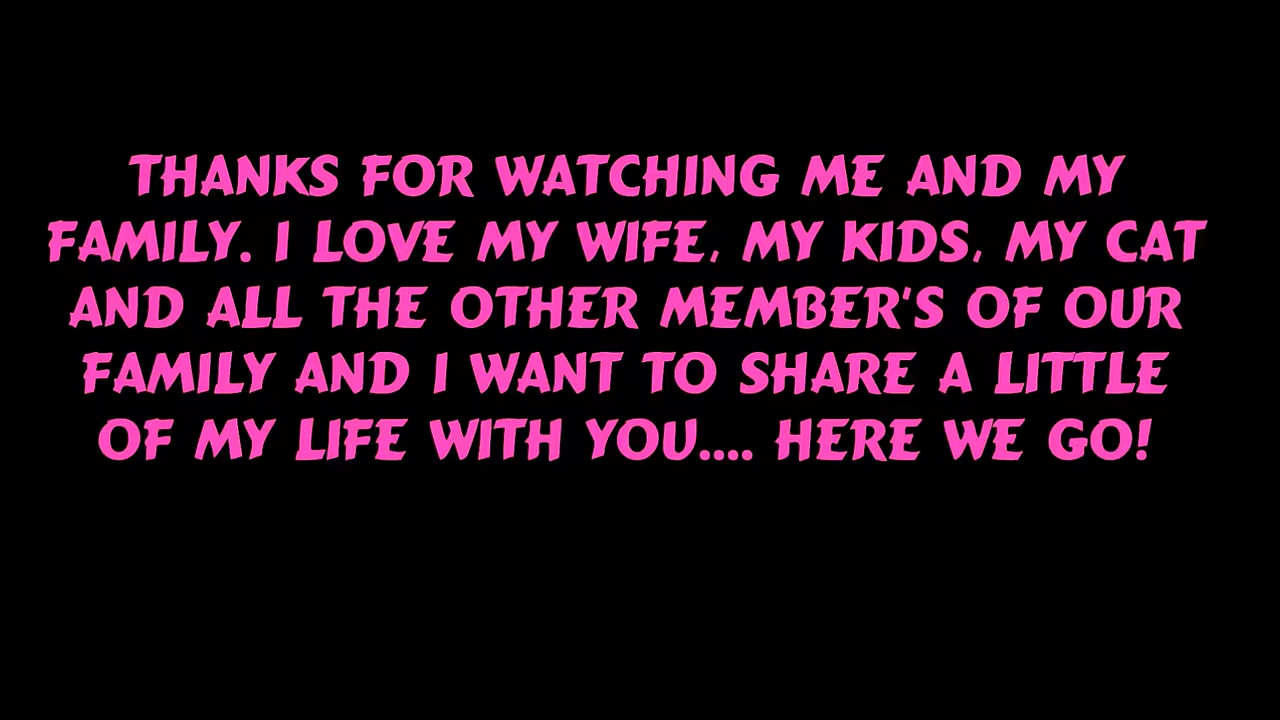 THANKS FOR WATCHING ME AND MY
FAMILY. I LOVE MY WIFE, MY KIDS, MY CAT
AND ALL THE OTHER MEMBER'S OF OUR
FAMILY AND I WANT TO SHARE A LITTLE
OF MY LIFE WITH YOU.... HERE WE GO!